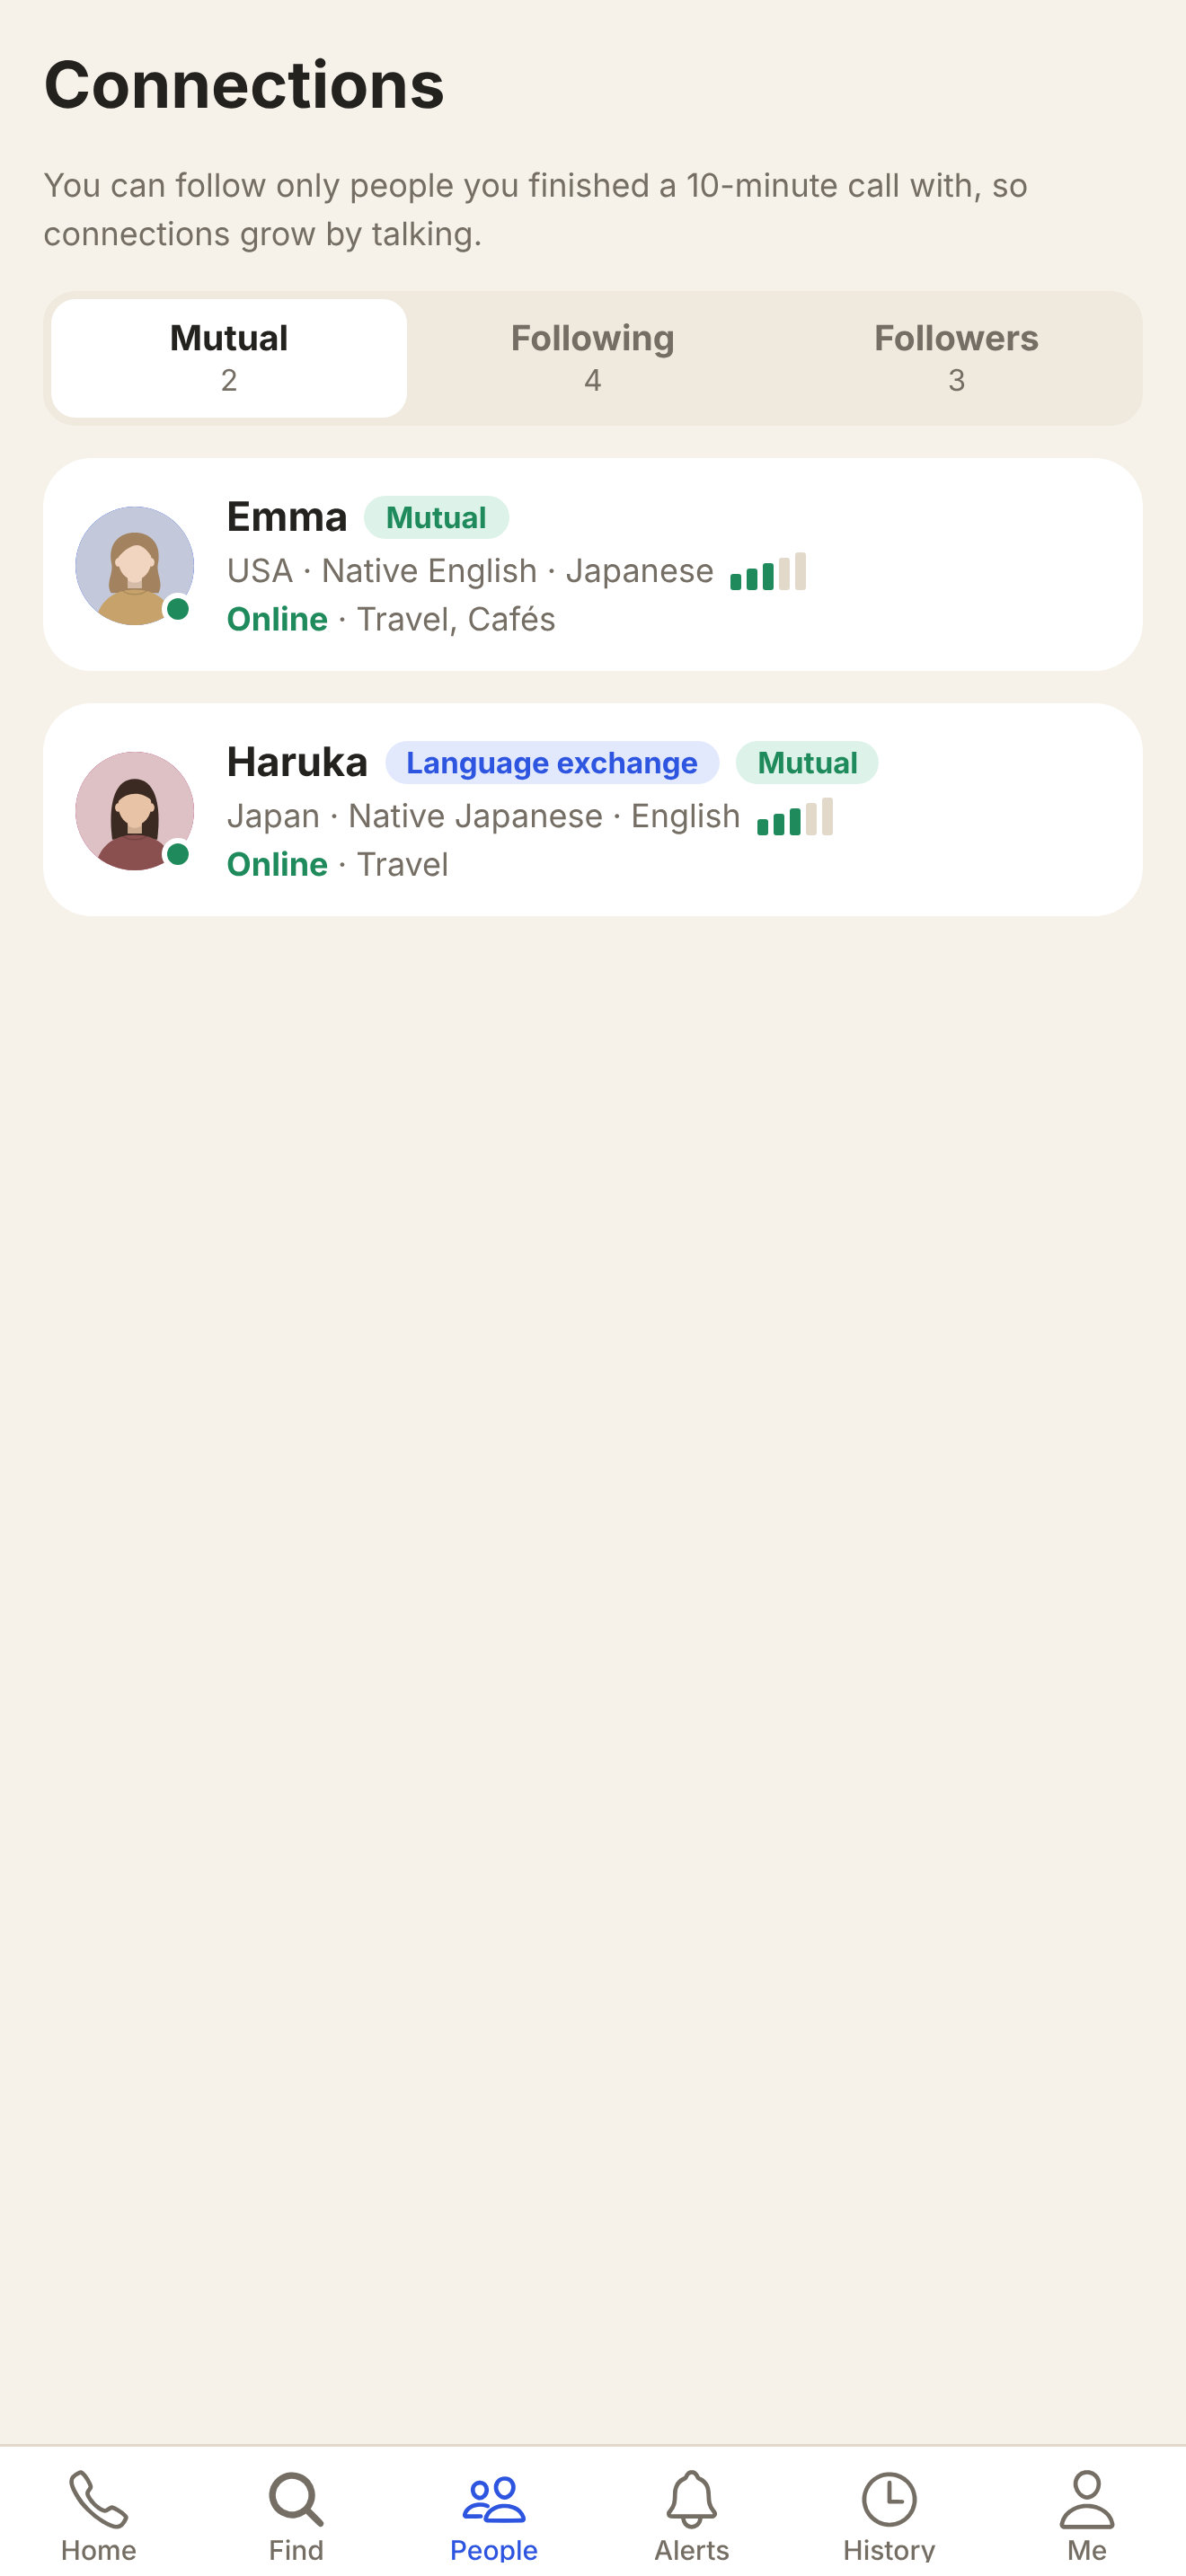 Connections
You can follow only people you finished a 10-minute call with, so
connections grow by talking.
Mutual Following Followers
2 4 3
Emma Mutual
USA · Native English · Japanese
Online · Travel, Cafés
Haruka Language exchange Mutual
Japan · Native Japanese · English
Online · Travel
Home Find People Alerts History Me